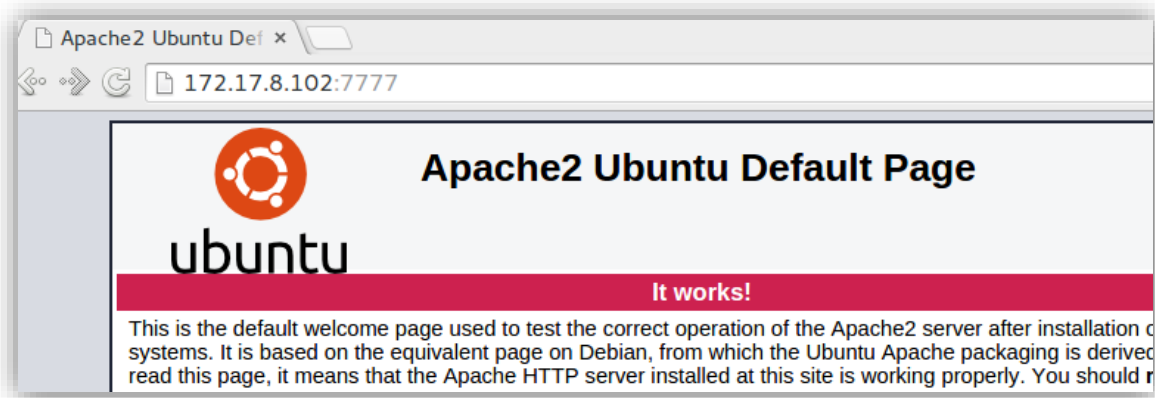 Apache2 Ubuntu Def
172.17.8.102:7777
Apache2 Ubuntu Default Page
ubuntu
It works!
This is the default welcome page used to test the correct operation of the Apache2 server after installation
systems. It is based on the equivalent page on Debian, from which the Ubuntu Apache packaging is derived
read this page, it means that the Apache HTTP server installed at this site is working properly. You should